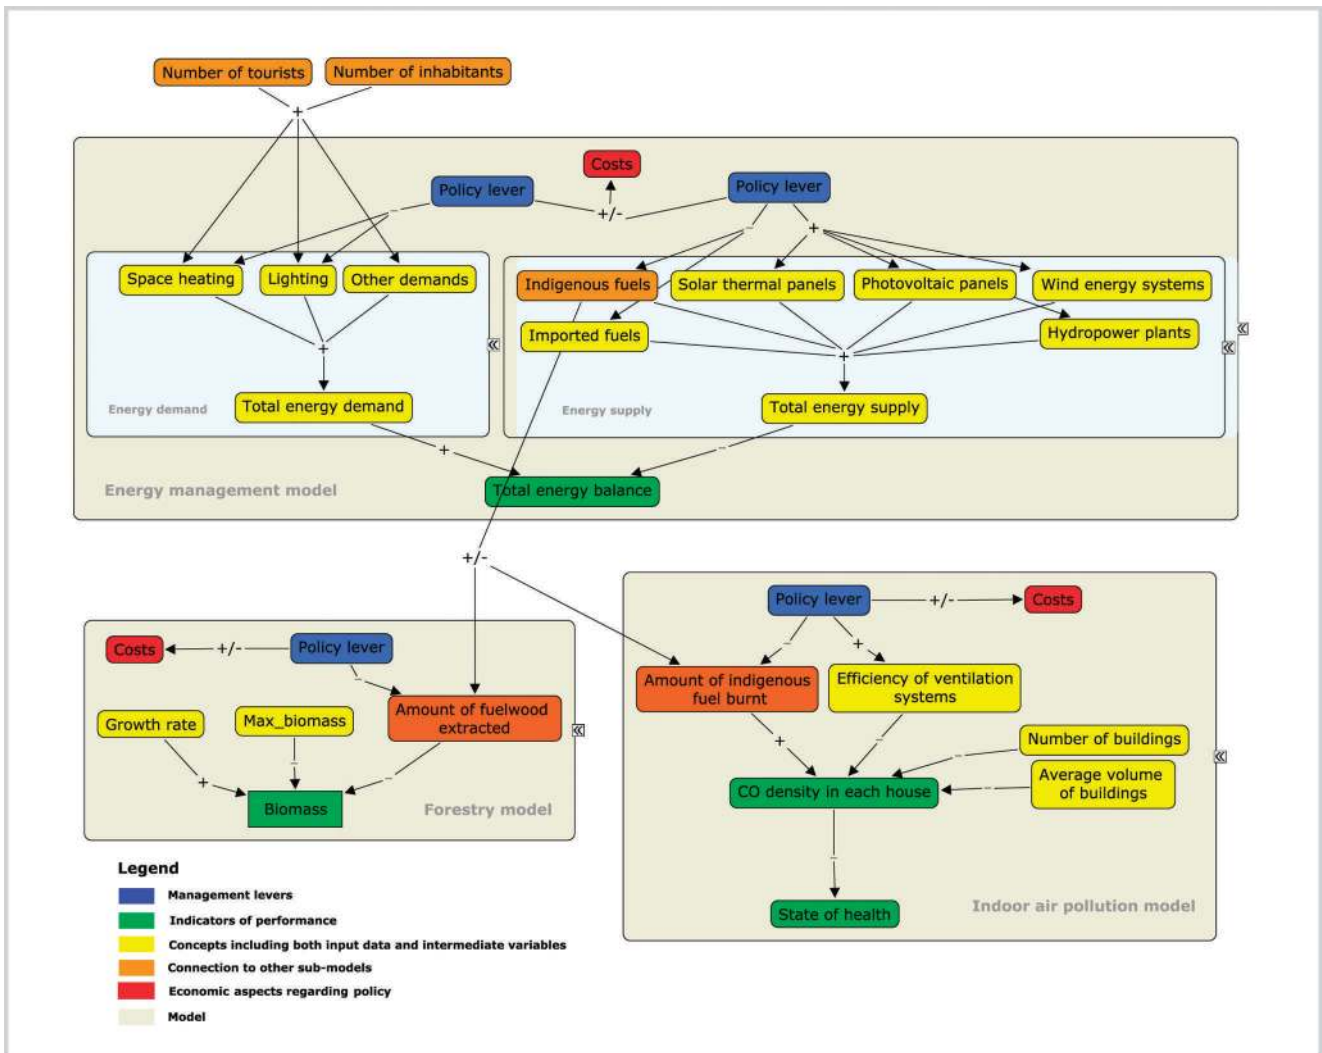 Number of tourists
Number of inhabitants
+
Costs
Policy lever
Policy lever
+/-
–
–
+
Space heating
Lighting
Other demands
Indigenous fuels
Solar thermal panels
Photovoltaic panels
Wind energy systems
Imported fuels
Hydropower plants
+
+
Energy demand
Total energy demand
Energy supply
Total energy supply
+
–
Energy management model
Total energy balance
+/-
Policy lever
+/-
Costs
Costs
+/-
Policy lever
–
+
–
Amount of indigenous
fuel burnt
Efficiency of ventilation
systems
Growth rate
Max_biomass
Amount of fuelwood
extracted
+
–
Number of buildings
–
+
–
–
Biomass
Forestry model
CO density in each house
–
Average volume
of buildings
–
State of health
Indoor air pollution model
Legend
Management levers
Indicators of performance
Concepts including both input data and intermediate variables
Connection to other sub-models
Economic aspects regarding policy
Model